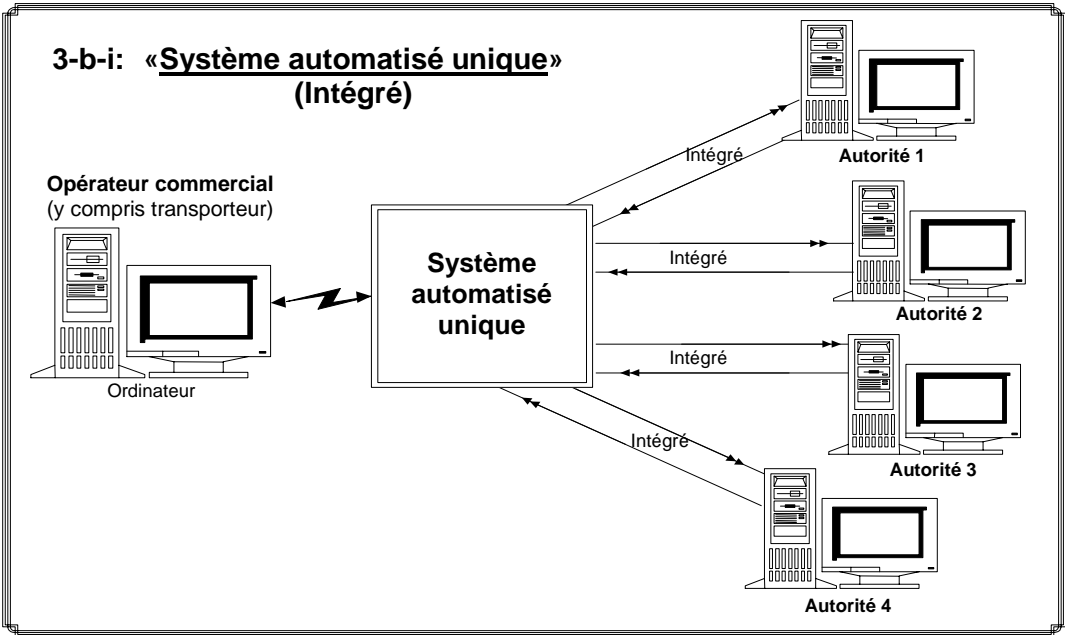 3-b-i: «Système automatisé unique»
(Intégré)
Opérateur commercial
(y compris transporteur)
Ordinateur
Système
automatisé
unique
Intégré
Autorité 1
Intégré
Autorité 2
Intégré
Autorité 3
Intégré
Autorité 4